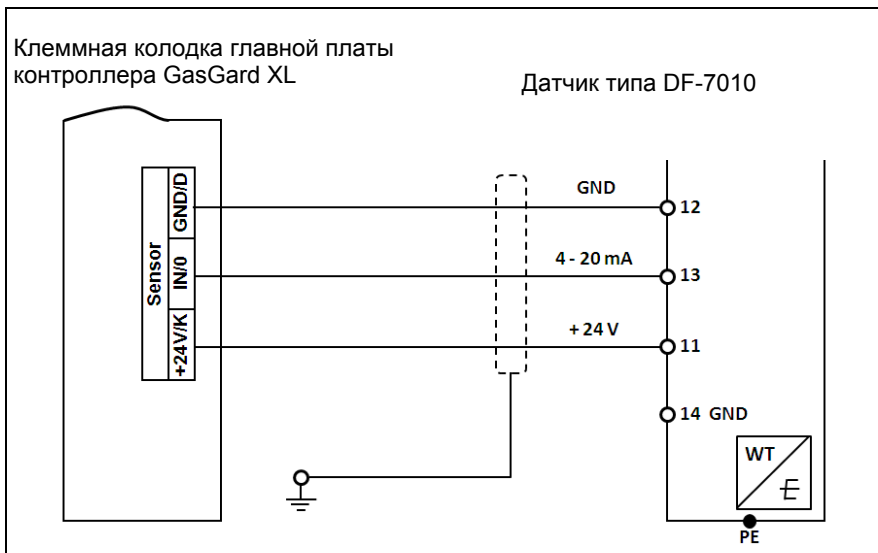 Клеммная колодка главной платы
контроллера GasGard XL
Датчик типа DF-7010
Sensor
GND/D
IN/0
+24V/K
GND
12
4 - 20 mA
13
+ 24 V
11
14 GND
WT
E
PE